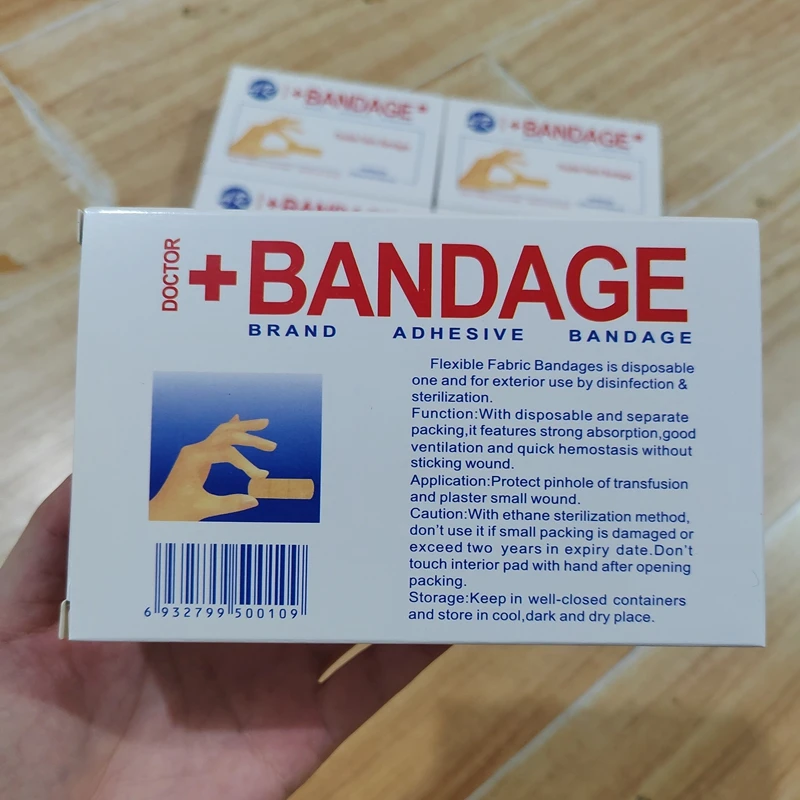 +BANDAGE+
+BANDAGE+
DOCTOR
+BANDAGE
BRAND ADHESIVE BANDAGE
Flexible Fabric Bandages is disposable
one and for exterior use by disinfection &
sterilization.
Function:With disposable and separate
packing,it features strong absorption,good
ventilation and quick hemostasis without
sticking wound.
Application:Protect pinhole of transfusion
and plaster small wound.
Caution:With ethane sterilization method,
don't use it if small packing is damaged or
exceed two years in expiry date.Don't
touch interior pad with hand after opening
packing.
Storage:Keep in well-closed containers
and store in cool,dark and dry place.
6 932799 500109